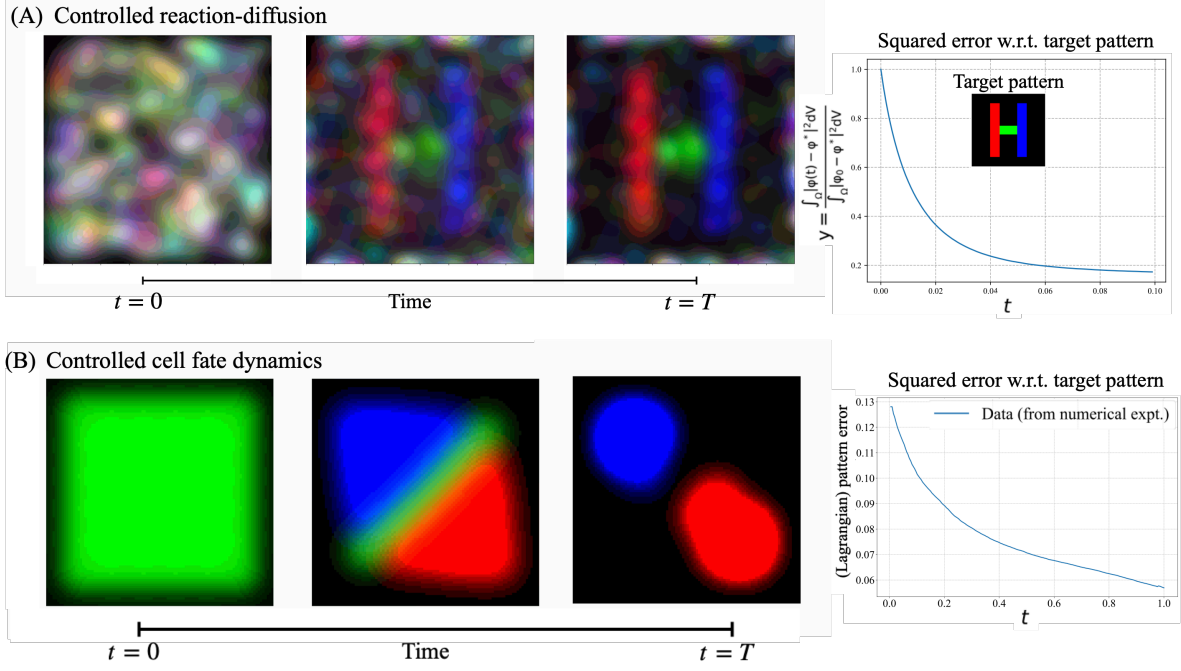 (A) Controlled reaction-diffusion
t = 0
Time
t = T
Squared error w.r.t. target pattern
Target pattern
y = ∫Ω|φ(t) − φ*|²dV / ∫Ω|φ₀ − φ*|²dV
1.0
0.8
0.6
0.4
0.2
0.00 0.02 0.04 0.06 0.08 0.10
t
(B) Controlled cell fate dynamics
t = 0
Time
t = T
Squared error w.r.t. target pattern
Data (from numerical expt.)
(Lagrangian) pattern error
0.13
0.12
0.11
0.10
0.09
0.08
0.07
0.06
0.0 0.2 0.4 0.6 0.8 1.0
t